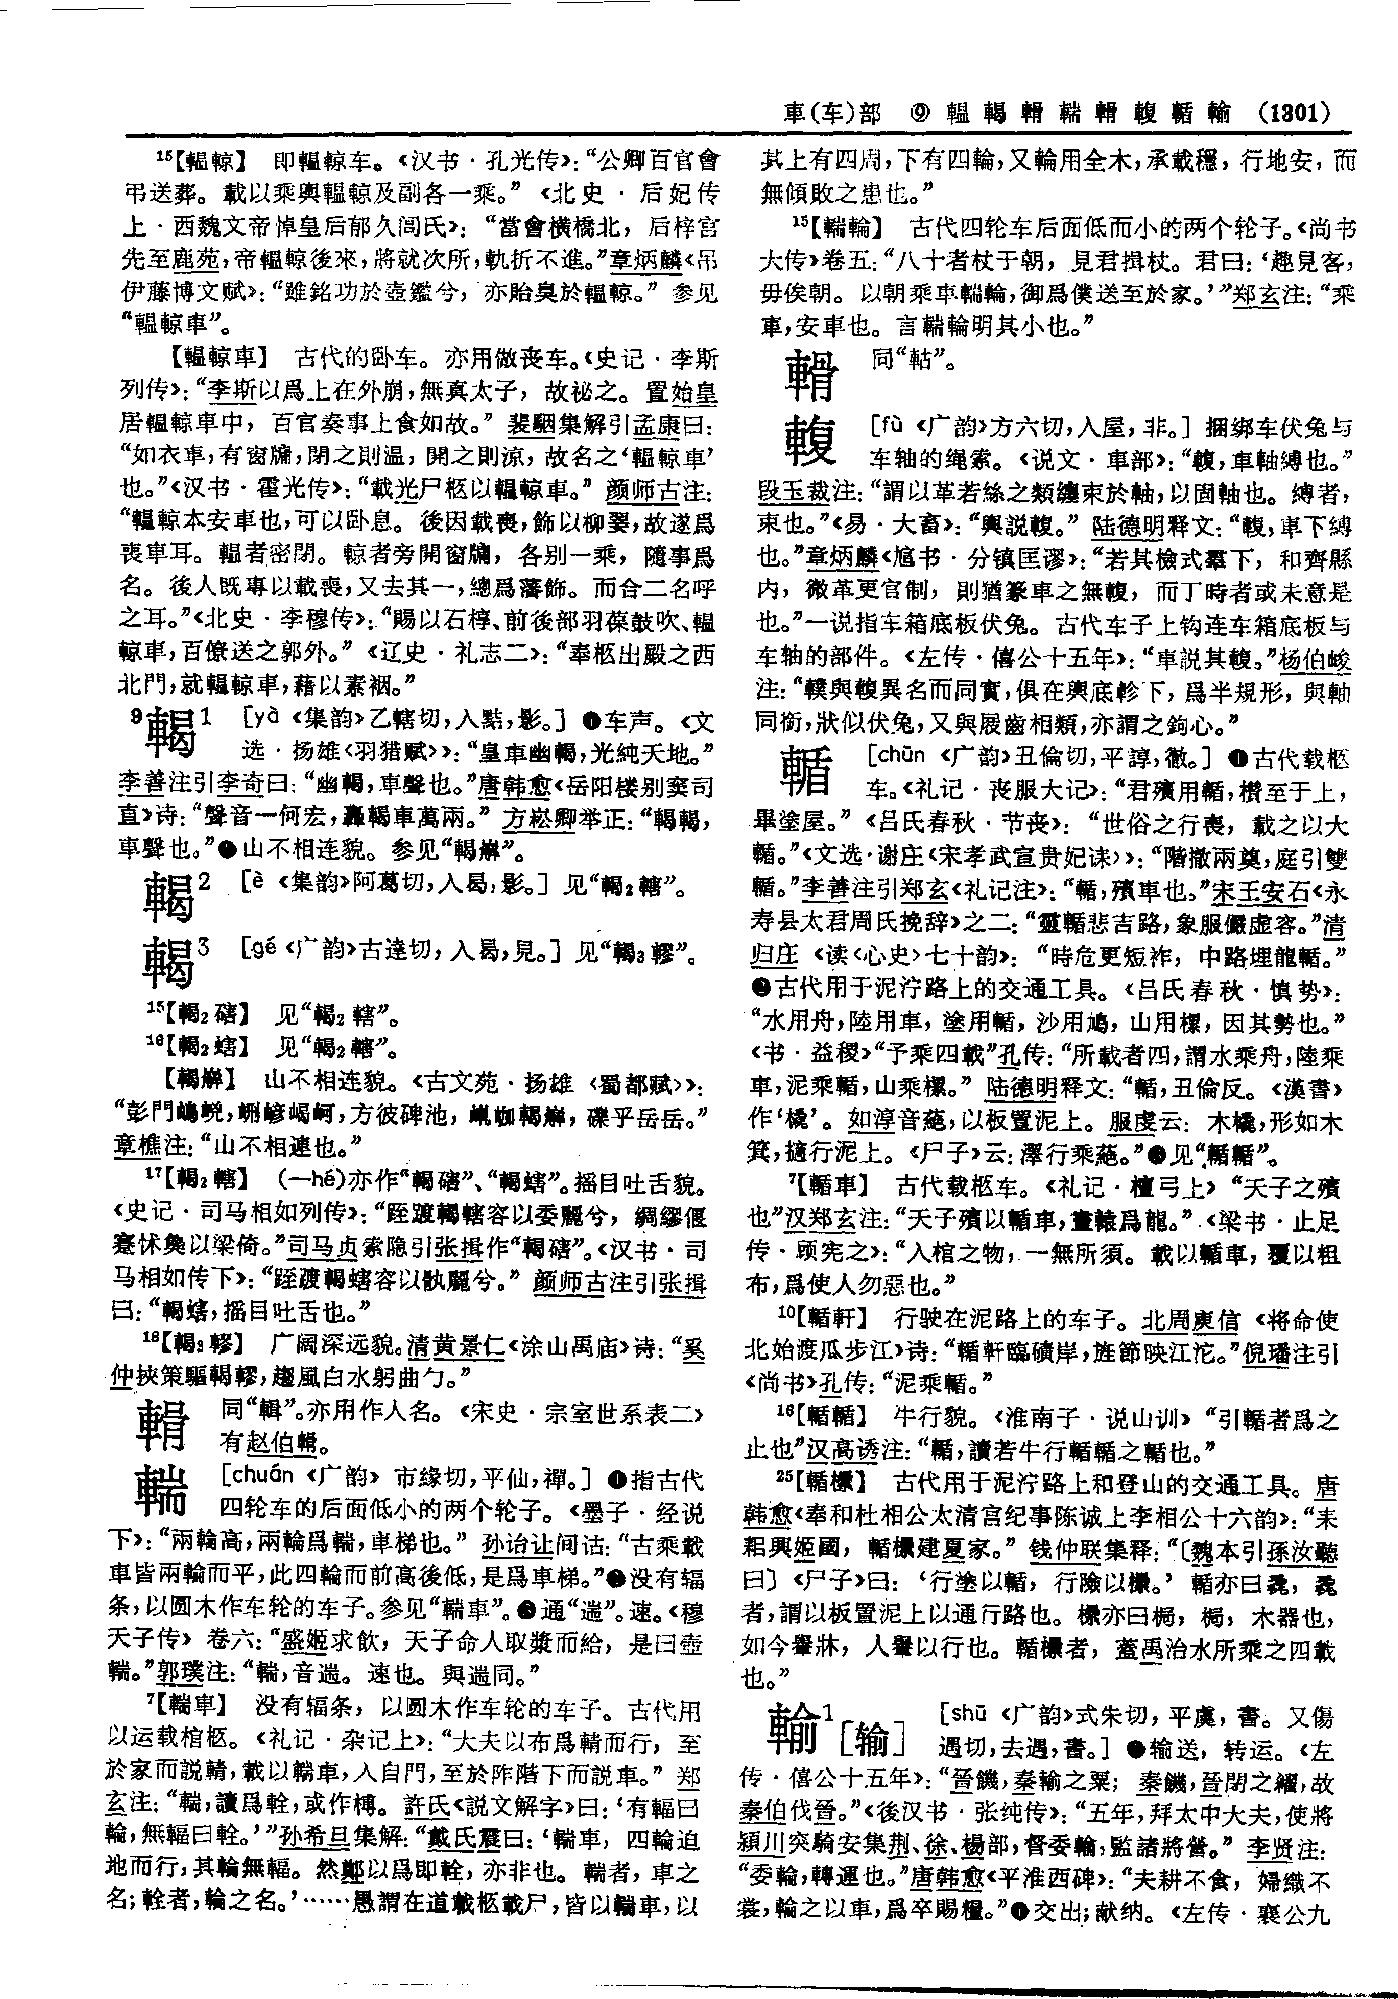 車(车)部 ⑨ 輼 輵 輯 輲 輯 輹 輴 輸 (1301)
15【輼輬】 即輼輬车。《汉书·孔光传》：“公卿百官會
弔送葬。載以乘輿輼輬及副各一乘。”《北史·后妃传
上·西魏文帝悼皇后郁久闾氏》：“當會横橋北，后梓宫
先至鹿苑，帝輼輬後來，將就次所，軌折不進。”章炳麟《吊
伊藤博文赋》：“雖銘功於壺鑑兮，亦貽臭於輼輬。”参见
“輼輬車”。
【輼輬車】 古代的卧车。亦用做丧车。《史记·李斯
列传》：“李斯以爲上在外崩，無真太子，故祕之。置始皇
居輼輬車中，百官奏事上食如故。”裴駰集解引孟康曰：
“如衣車，有窗牖，閉之則温，開之則涼，故名之‘輼輬車’
也。”《汉书·霍光传》：“載光尸柩以輼輬車。”颜师古注：
“輼輬本安車也，可以卧息。後因載喪，飾以柳翣，故遂爲
喪車耳。輼者密閉。輬者旁開窗牖，各别一乘，隨事爲
名。後人既專以載喪，又去其一，總爲藩飾。而合二名呼
之耳。”《北史·李穆传》：“賜以石椁、前後部羽葆鼓吹、輼
輬車，百僚送之郭外。”《辽史·礼志二》：“奉柩出殿之西
北門，就輼輬車，藉以素裀。”
9輵1 [yà《集韵》乙轄切，入黠，影。] ❶车声。《文
选·扬雄〈羽猎赋〉》：“皇車幽輵，光純天地。”
李善注引李奇曰：“幽輵，車聲也。”唐韩愈《岳阳楼别窦司
直》诗：“聲音一何宏，轟輵車萬兩。”方崧卿举正：“輵輵，
車聲也。”❷山不相连貌。参见“輵㠾”。
輵2 [è《集韵》阿葛切，入曷，影。] 见“輵2轄”。
輵3 [gé《广韵》古達切，入曷，見。] 见“輵3轇”。
15【輵2磍】 见“輵2轄”。
16【輵2螛】 见“輵2轄”。
山不相连貌。《古文苑·扬雄〈蜀都赋〉》：
“彭門
章樵注：“山不相連也。”
17【輵2轄】 (—hé)亦作“輵磍”、“輵螛”。摇目吐舌貌。
《史记·司马相如列传》：“跮踱輵轄容以委麗兮，綢繆偃
蹇怵㚟以梁倚。”司马贞索隐引张揖作“輵磍”。《汉书·司
马相如传下》：“跮踱輵螛容以骩麗兮。”颜师古注引张揖
曰：“輵螛，摇目吐舌也。”
18【輵3轇】 广阔深远貌。清黄景仁《涂山禹庙》诗：“奚
仲挾策驅輵轇，趨風白水躬曲勺。”
同“輯”。亦用作人名。《宋史·宗室世系表二》
有赵伯
輲 [chuán《广韵》市缘切，平仙，禪。] ❶指古代
四轮车的后面低小的两个轮子。《墨子·经说
下》：“兩輪高，兩輪爲輲，車梯也。”孙诒让间诂：“古乘載
車皆兩輪而平，此四輪而前高後低，是爲車梯。”❷没有辐
条，以圆木作车轮的车子。参见“輲車”。❸通“遄”。速。《穆
天子传》卷六：“盛姬求飲，天子命人取漿而給，是曰壺
輲。”郭璞注：“輲，音遄。速也。與遄同。”
7【輲車】 没有辐条，以圆木作车轮的车子。古代用
以运载棺柩。《礼记·杂记上》：“大夫以布爲輤而行，至
於家而説輤，載以輲車，入自門，至於阼階下而説車。”郑
玄注：“輲，讀爲輇，或作槫。許氏《説文解字》曰：‘有輻曰
輪，無輻曰輇。’”孙希旦集解：“戴氏震曰：‘輲車，四輪迫
地而行，其輪無輻。然鄭以爲即輇，亦非也。輲者，車之
名；輇者，輪之名。’……愚謂在道載柩載尸，皆以輲車，以
其上有四周，下有四輪，又輪用全木，承載穩，行地安，而
無傾敗之患也。”
15【輲輪】 古代四轮车后面低而小的两个轮子。《尚书
大传》卷五：“八十者杖于朝，見君揖杖。君曰：‘趣見客，
毋俟朝。以朝乘車輲輪，御爲僕送至於家。’”郑玄注：“乘
車，安車也。言輲輪明其小也。”
同“䡩”。
輹 [fù《广韵》方六切，入屋，非。] 捆绑车伏兔与
车轴的绳索。《说文·車部》：“輹，車軸縛也。”
段玉裁注：“謂以革若絲之類纏束於軸，以固軸也。縛者，
束也。”《易·大畜》：“輿説輹。”陆德明释文：“輹，車下縛
也。”章炳麟《訄书·分镇匡谬》：“若其檢式羣下，和齊縣
内，微革更官制，則猶篆車之無輹，而丁時者或未意是
也。”一说指车箱底板伏兔。古代车子上钩连车箱底板与
车轴的部件。《左传·僖公十五年》：“車説其輹。”杨伯峻
注：“轐與輹異名而同實，俱在輿底軫下，爲半規形，與軸
同銜，狀似伏兔，又與屐齒相類，亦謂之鉤心。”
輴 [chūn《广韵》丑倫切，平諄，徹。] ❶古代载柩
车。《礼记·丧服大记》：“君殯用輴，欑至于上，
畢塗屋。”《吕氏春秋·节丧》：“世俗之行喪，載之以大
輴。”《文选·谢庄〈宋孝武宣贵妃诔〉》：“階撤兩奠，庭引雙
輴。”李善注引郑玄《礼记注》：“輴，殯車也。”宋王安石《永
寿县太君周氏挽辞》之二：“靈輴悲吉路，象服儼虚容。”清
归庄《读〈心史〉七十韵》：“時危更短祚，中路埋龍輴。”
❷古代用于泥泞路上的交通工具。《吕氏春秋·慎势》：
“水用舟，陸用車，塗用輴，沙用鳩，山用樏，因其勢也。”
《书·益稷》“予乘四載”孔传：“所載者四，謂水乘舟，陸乘
車，泥乘輴，山乘樏。”陆德明释文：“輴，丑倫反。《漢書》
作‘橇’。如淳音蕝，以板置泥上。服虔云：木橇，形如木
箕，擿行泥上。《尸子》云：澤行乘蕝。”❸见“輴輴”。
7【輴車】 古代载柩车。《礼记·檀弓上》“天子之殯
也”汉郑玄注：“天子殯以輴車，畫轅爲龍。”《梁书·止足
传·顾宪之》：“入棺之物，一無所須。載以輴車，覆以粗
布，爲使人勿惡也。”
10【輴軒】 行驶在泥路上的车子。北周庾信《将命使
北始渡瓜步江》诗：“輴軒臨磧岸，旌節映江沱。”倪璠注引
《尚书》孔传：“泥乘輴。”
16【輴輴】 牛行貌。《淮南子·说山训》“引輴者爲之
止也”汉高诱注：“輴，讀若牛行輴輴之輴也。”
25【輴欙】 古代用于泥泞路上和登山的交通工具。唐
韩愈《奉和杜相公太清宫纪事陈诚上李相公十六韵》：“耒
耜興姬國，輴欙建夏家。”钱仲联集释：“〔魏本引孫汝聽
曰〕《尸子》曰：‘行塗以輴，行險以欙。’輴亦曰毳，毳
者，謂以板置泥上以通行路也。欙亦曰梮，梮，木器也，
如今轝牀，人轝以行也。輴欙者，蓋禹治水所乘之四載
也。”
輸1[输] [shū《广韵》式朱切，平虞，書。又傷
遇切，去遇，書。] ❶输送，转运。《左
传·僖公十五年》：“晉饑，秦輸之粟；秦饑，晉閉之糴，故
秦伯伐晉。”《後汉书·张纯传》：“五年，拜太中大夫，使將
潁川突騎安集荆、徐、楊部，督委輸，監諸將營。”李贤注：
“委輸，轉運也。”唐韩愈《平淮西碑》：“夫耕不食，婦織不
裳，輸之以車，爲卒賜糧。”❷交出；献纳。《左传·襄公九